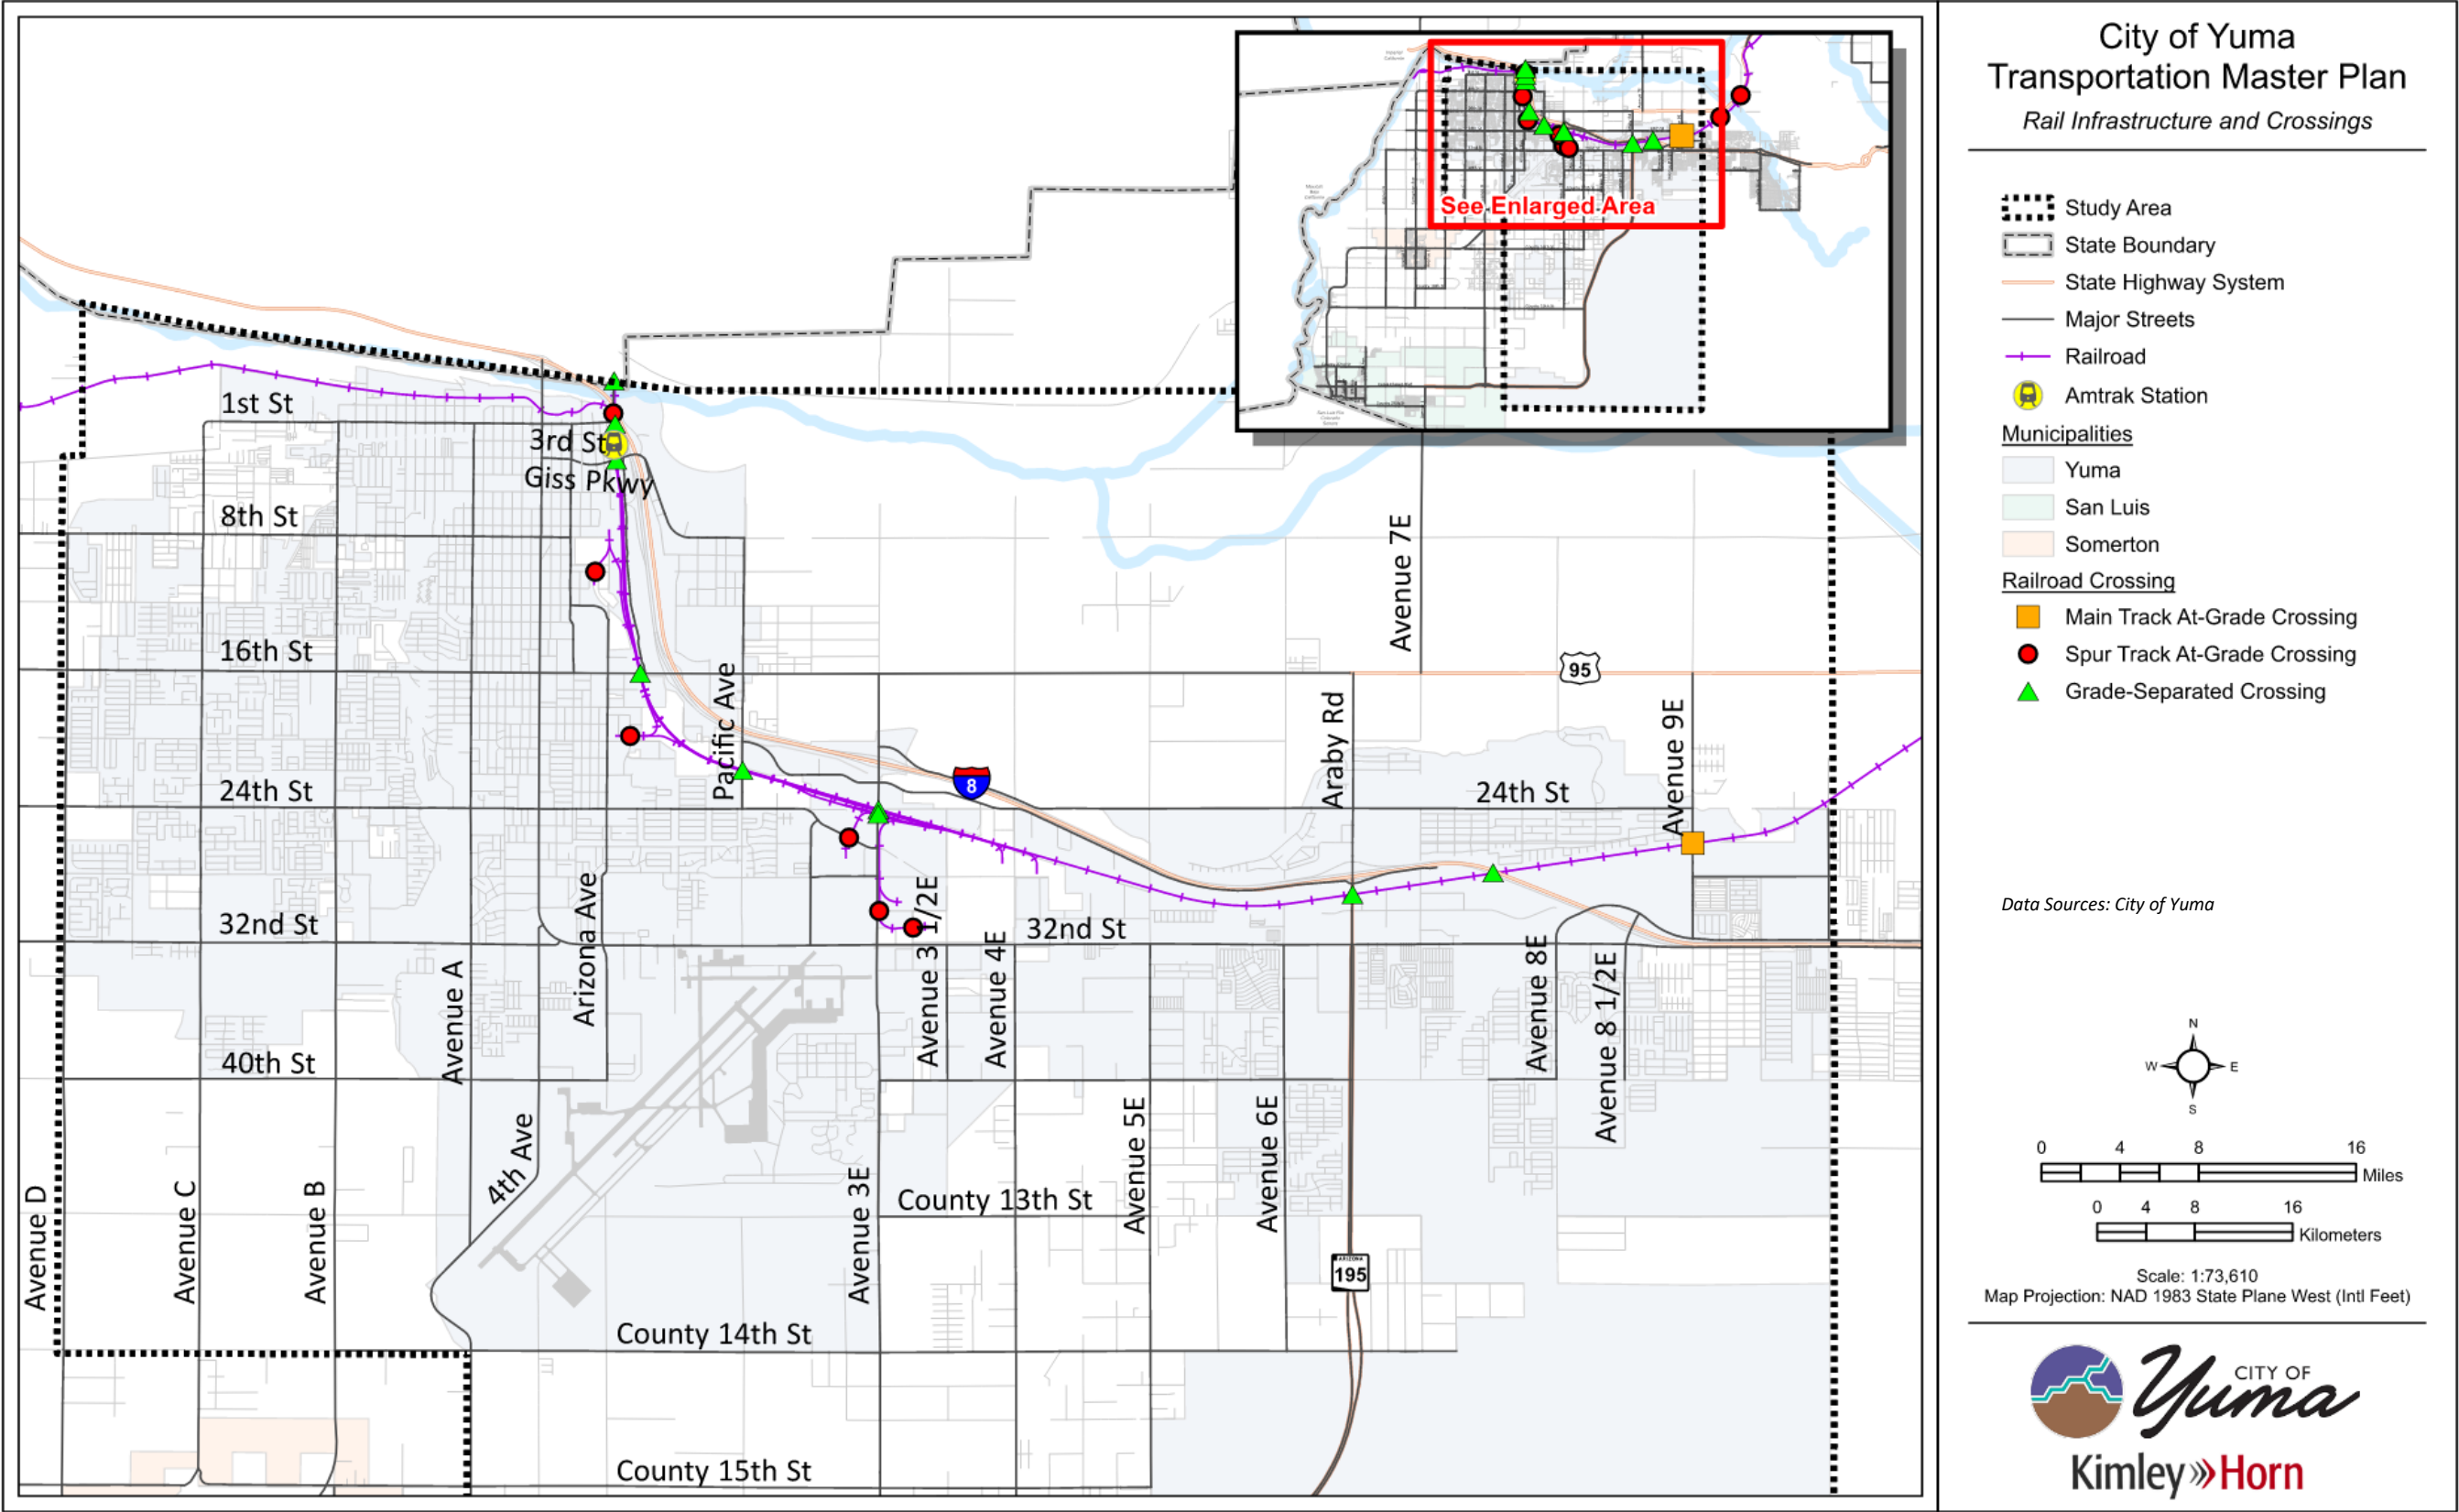 City of Yuma
Transportation Master Plan
Rail Infrastructure and Crossings
Study Area
State Boundary
State Highway System
Major Streets
Railroad
Amtrak Station
Municipalities
Yuma
San Luis
Somerton
Railroad Crossing
Main Track At-Grade Crossing
Spur Track At-Grade Crossing
Grade-Separated Crossing
Data Sources: City of Yuma
N
W E
S
0 4 8 16
Miles
0 4 8 16
Kilometers
Scale: 1:73,610
Map Projection: NAD 1983 State Plane West (Intl Feet)
CITY OF
Yuma
Kimley»Horn
See Enlarged Area
1st St
3rd St
Giss Pkwy
8th St
16th St
24th St
32nd St
40th St
Avenue D
Avenue C
Avenue B
Avenue A
4th Ave
Arizona Ave
Pacific Ave
8
Avenue 3E
Avenue 3 1/2E
Avenue 4E
32nd St
Avenue 5E
Avenue 6E
Araby Rd
Avenue 7E
95
24th St
Avenue 8E
Avenue 8 1/2E
Avenue 9E
ARIZONA
195
County 13th St
County 14th St
County 15th St